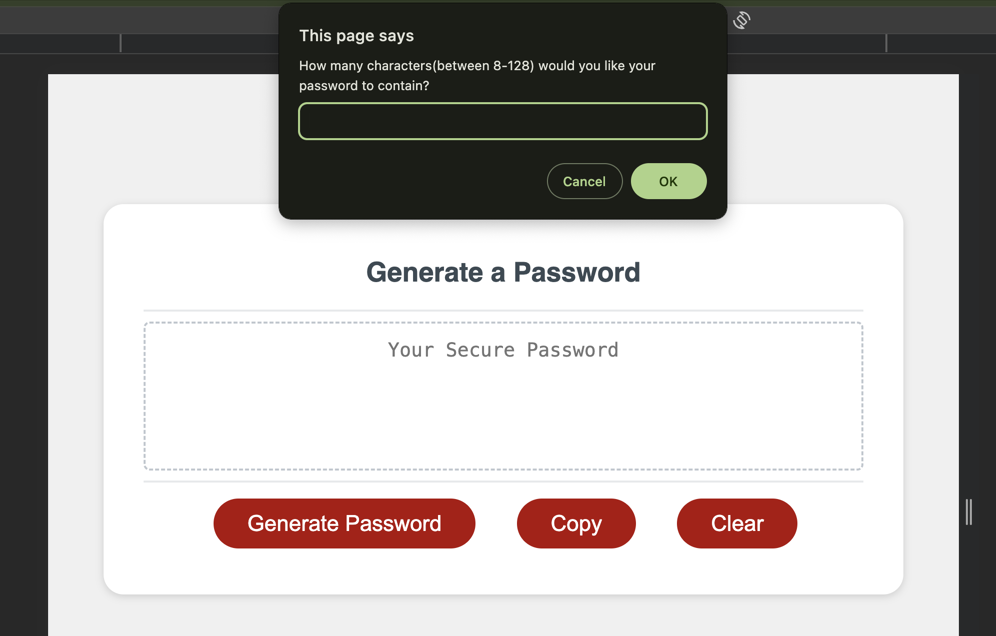 This page says
How many characters(between 8-128) would you like your
password to contain?
Cancel
OK
Generate a Password
Your Secure Password
Generate Password
Copy
Clear